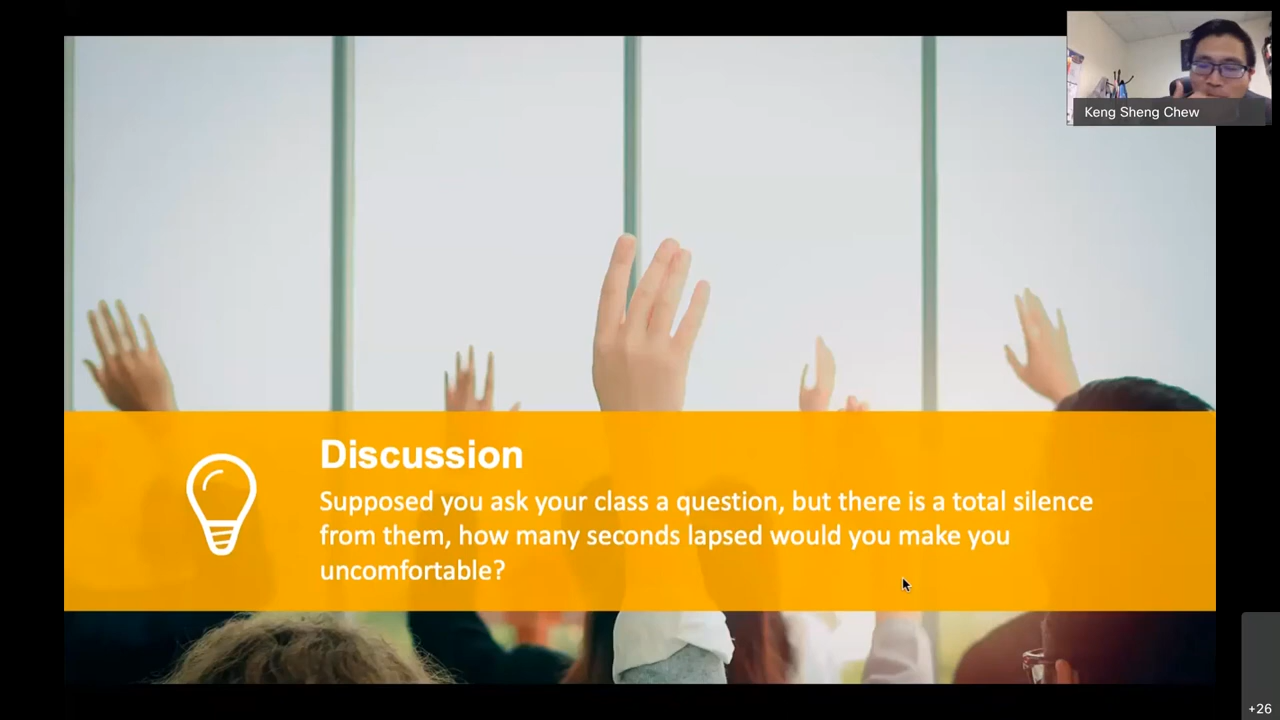 Keng Sheng Chew
Discussion
Supposed you ask your class a question, but there is a total silence
from them, how many seconds lapsed would you make you
uncomfortable?
+26